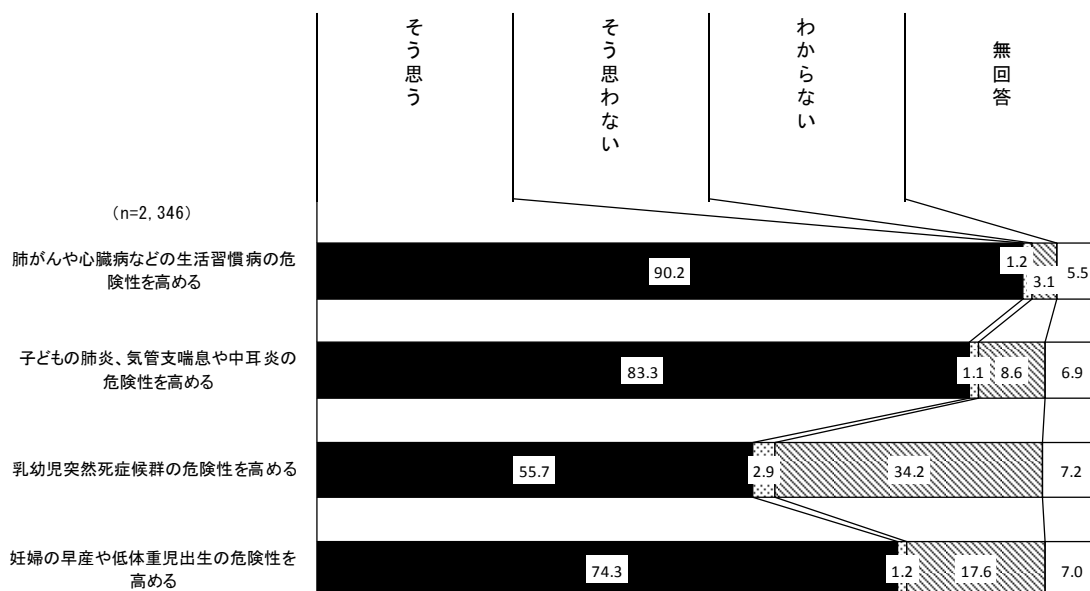 そう思う
そう思わない
わからない
無回答
(n=2,346)
肺がんや心臓病などの生活習慣病の危
険性を高める
90.2
1.2
3.1
5.5
子どもの肺炎、気管支喘息や中耳炎の
危険性を高める
83.3
1.1
8.6
6.9
乳幼児突然死症候群の危険性を高める
55.7
2.9
34.2
7.2
妊婦の早産や低体重児出生の危険性を
高める
74.3
1.2
17.6
7.0